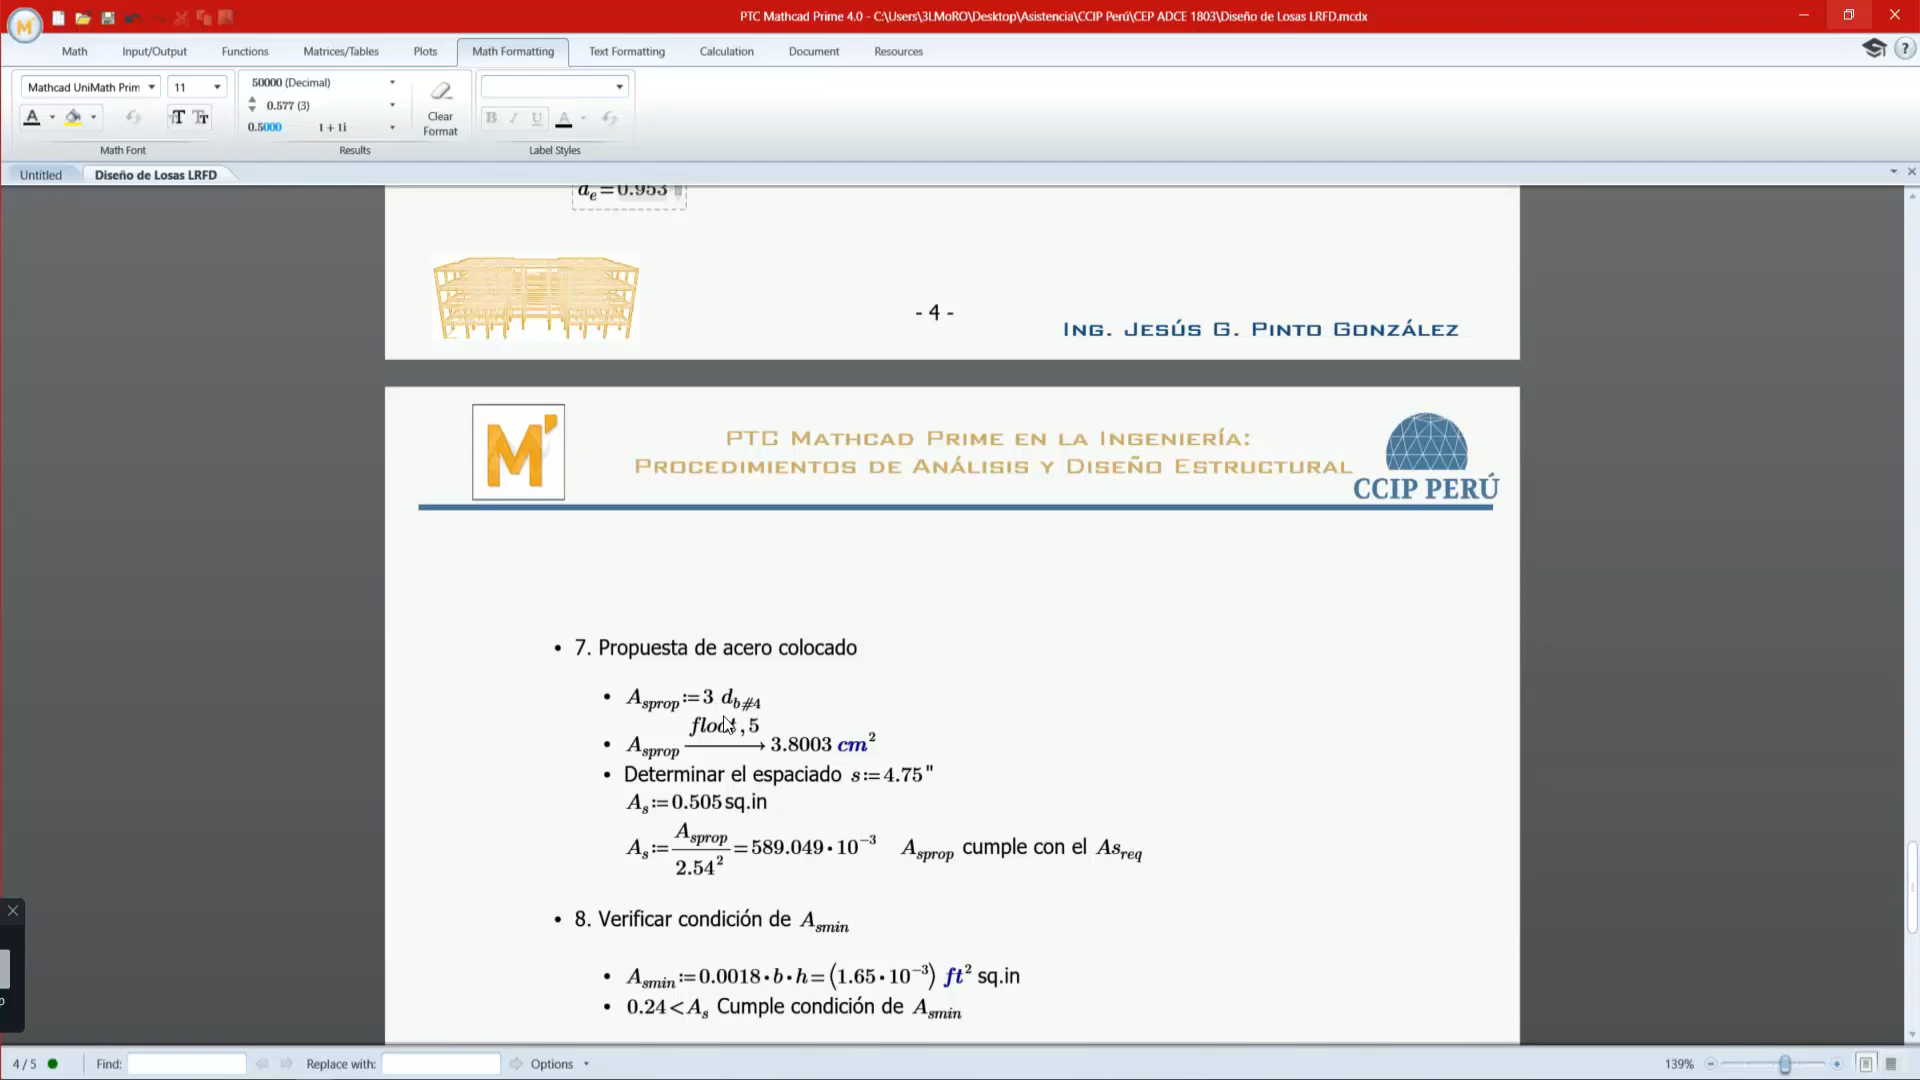 PTC Mathcad Prime 4.0 - C:\Users\3LMoRO\Desktop\Asistencia\CCIP Perú\CEP ADCE 1803\Diseño de Losas LRFD.mcdx
Math Input/Output Functions Matrices/Tables Plots Math Formatting Text Formatting Calculation Document Resources
Mathcad UniMath Prim 11
50000 (Decimal)
0.577 (3)
0.5000 1 + 1i
Clear
Format
B I U A
Math Font Results Label Styles
Untitled Diseño de Losas LRFD
d_e = 0.953
- 4 -
Ing. Jesús G. Pinto González
M'
PTC Mathcad Prime en la Ingeniería:
Procedimientos de Análisis y Diseño Estructural
CCIP PERÚ
• 7. Propuesta de acero colocado
• A_sprop := 3 d_b#4
float , 5
• A_sprop → 3.8003 cm²
• Determinar el espaciado s := 4.75"
A_s := 0.505 sq.in
A_s := A_sprop / 2.54² = 589.049 • 10⁻³ A_sprop cumple con el As_req
• 8. Verificar condición de A_smin
• A_smin := 0.0018 • b • h = (1.65 • 10⁻³) ft² sq.in
• 0.24 < A_s Cumple condición de A_smin
4 / 5 Find: Replace with: Options 139%